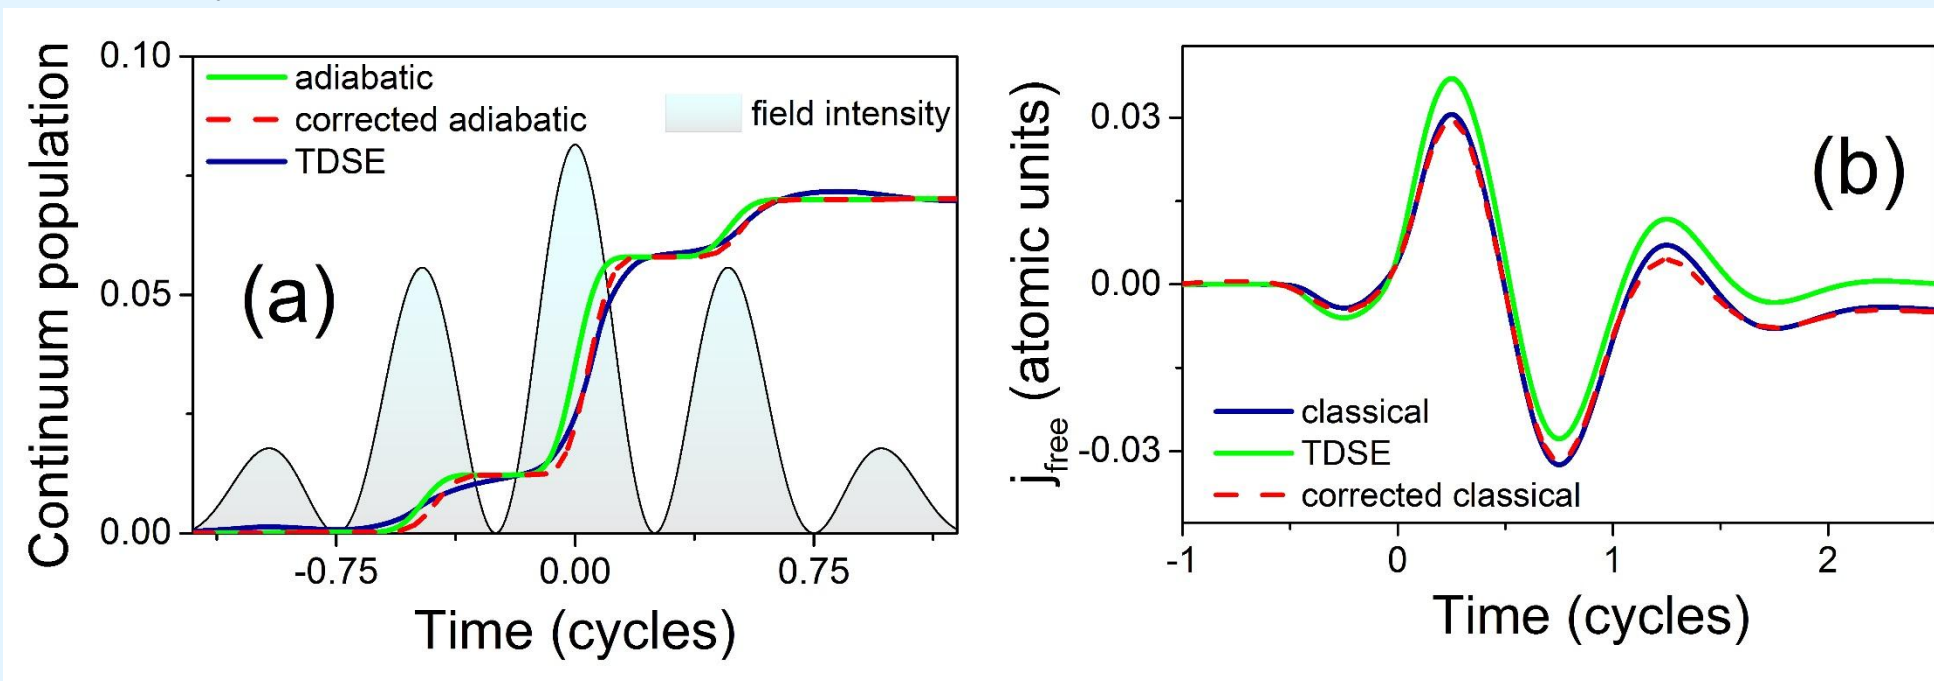 Continuum population
0.10
0.05
0.00
adiabatic
corrected adiabatic
TDSE
field intensity
(a)
-0.75
0.00
0.75
Time (cycles)
jfree (atomic units)
0.03
0.00
-0.03
(b)
classical
TDSE
corrected classical
-1
0
1
2
Time (cycles)